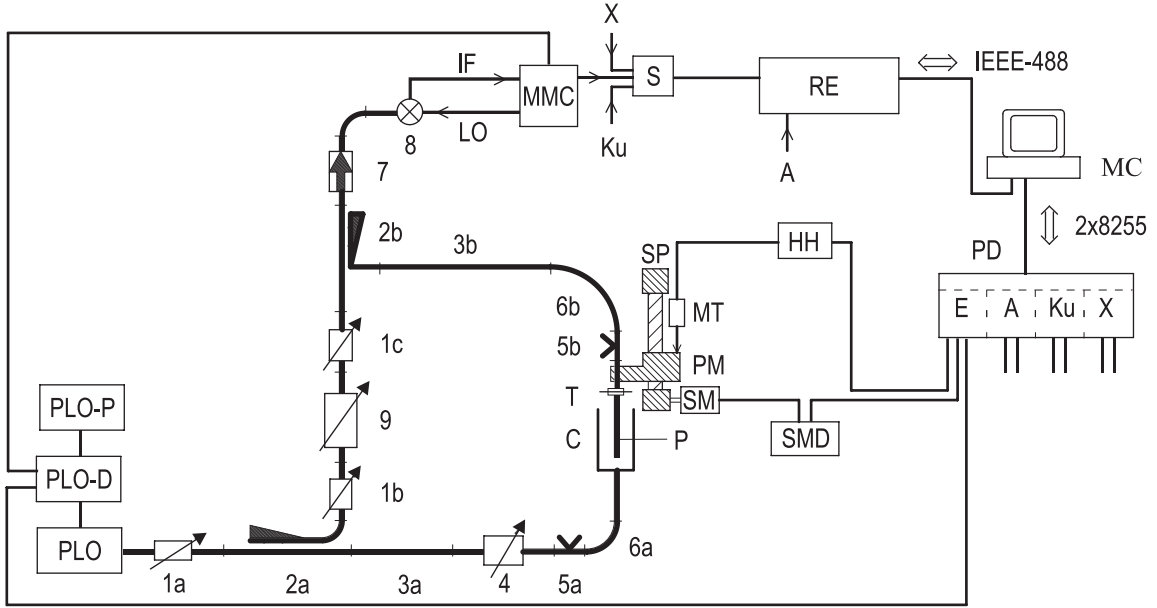 X
IF
IEEE-488
MMC
S
RE
LO
8
Ku
A
MC
7
2b
3b
SP
HH
2x8255
PD
6b
MT
E A Ku X
1c
5b
PM
PLO-P
9
T
SM
C
P
SMD
PLO-D
1b
PLO
6a
1a
2a
3a
4
5a